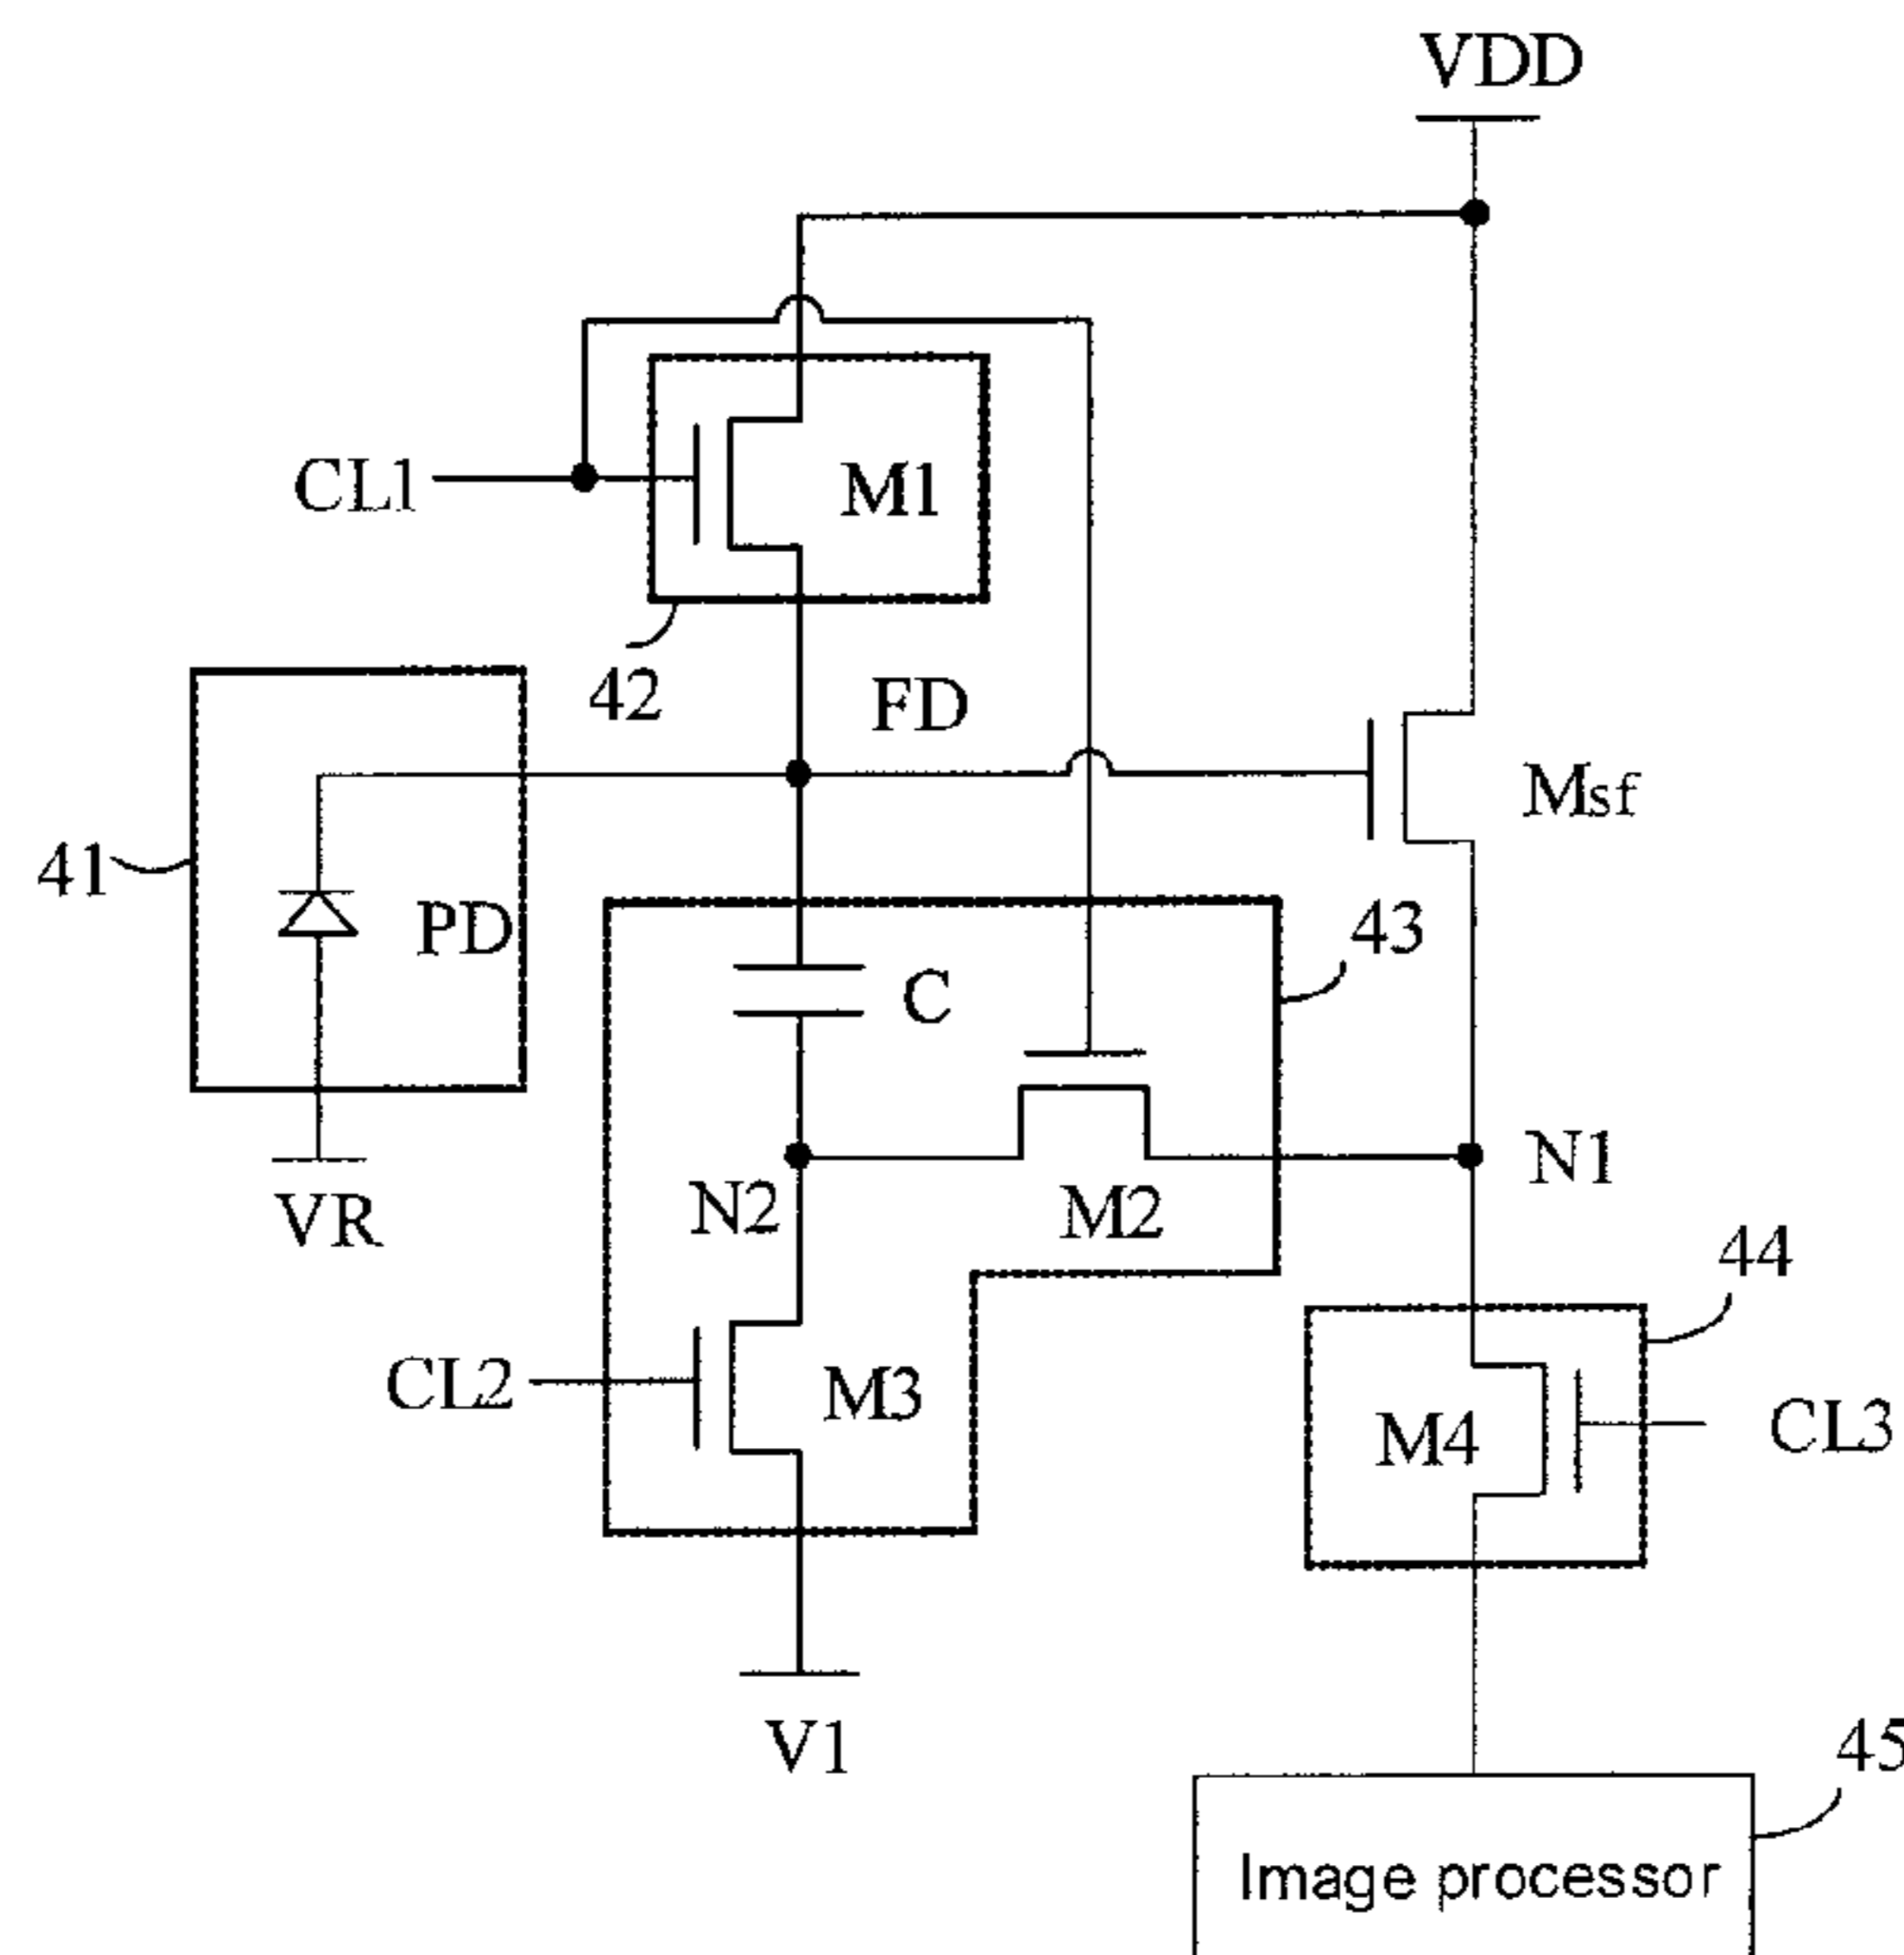 VDD
CL1
M1
42
FD
Msf
41
PD
43
C
N1
N2
M2
VR
44
CL2
M3
M4
CL3
V1
45
Image processor